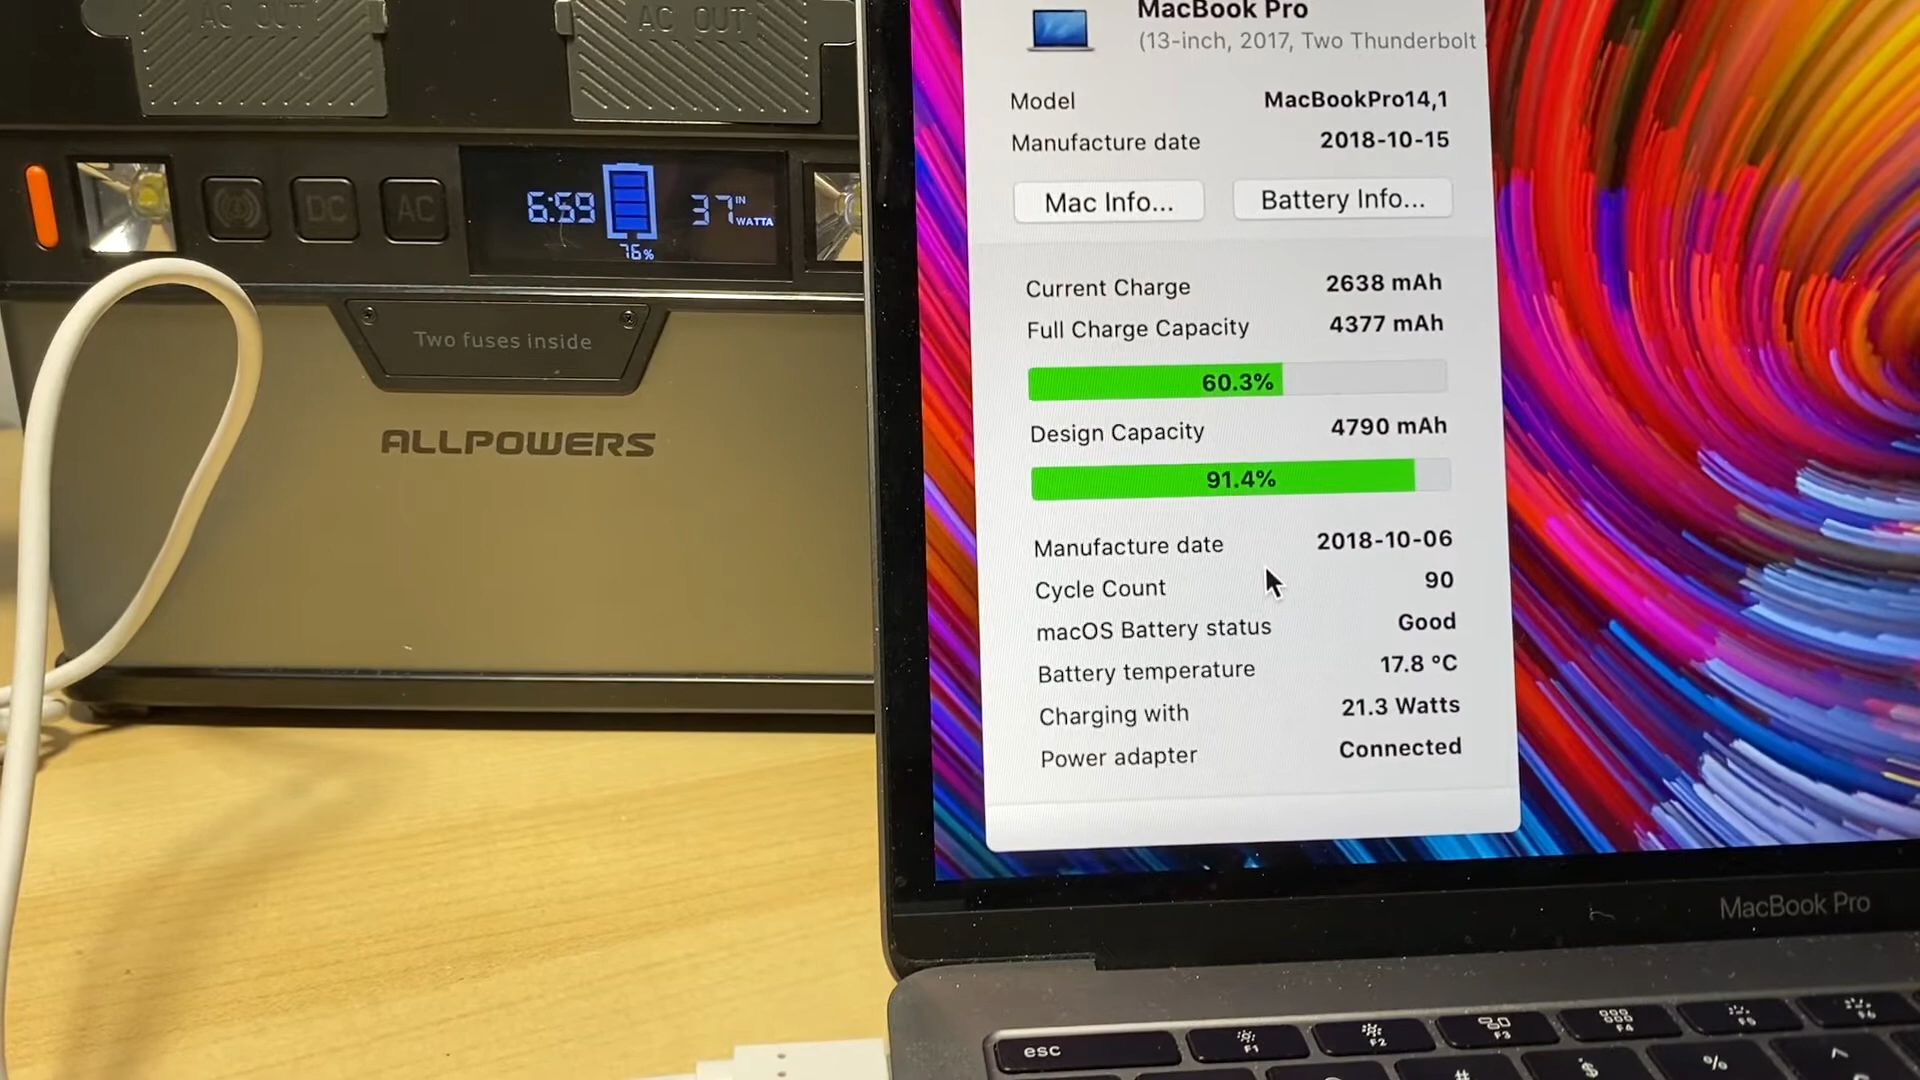 AC OUT
AC OUT
DC
AC
6:59
76%
37
IN
WATTA
Two fuses inside
ALLPOWERS
MacBook Pro
(13-inch, 2017, Two Thunderbolt
Model MacBookPro14,1
Manufacture date 2018-10-15
Mac Info... Battery Info...
Current Charge 2638 mAh
Full Charge Capacity 4377 mAh
60.3%
Design Capacity 4790 mAh
91.4%
Manufacture date 2018-10-06
Cycle Count 90
macOS Battery status Good
Battery temperature 17.8 ºC
Charging with 21.3 Watts
Power adapter Connected
MacBook Pro
esc F1 F2 F3 F4 F5 F6
# $ % ^